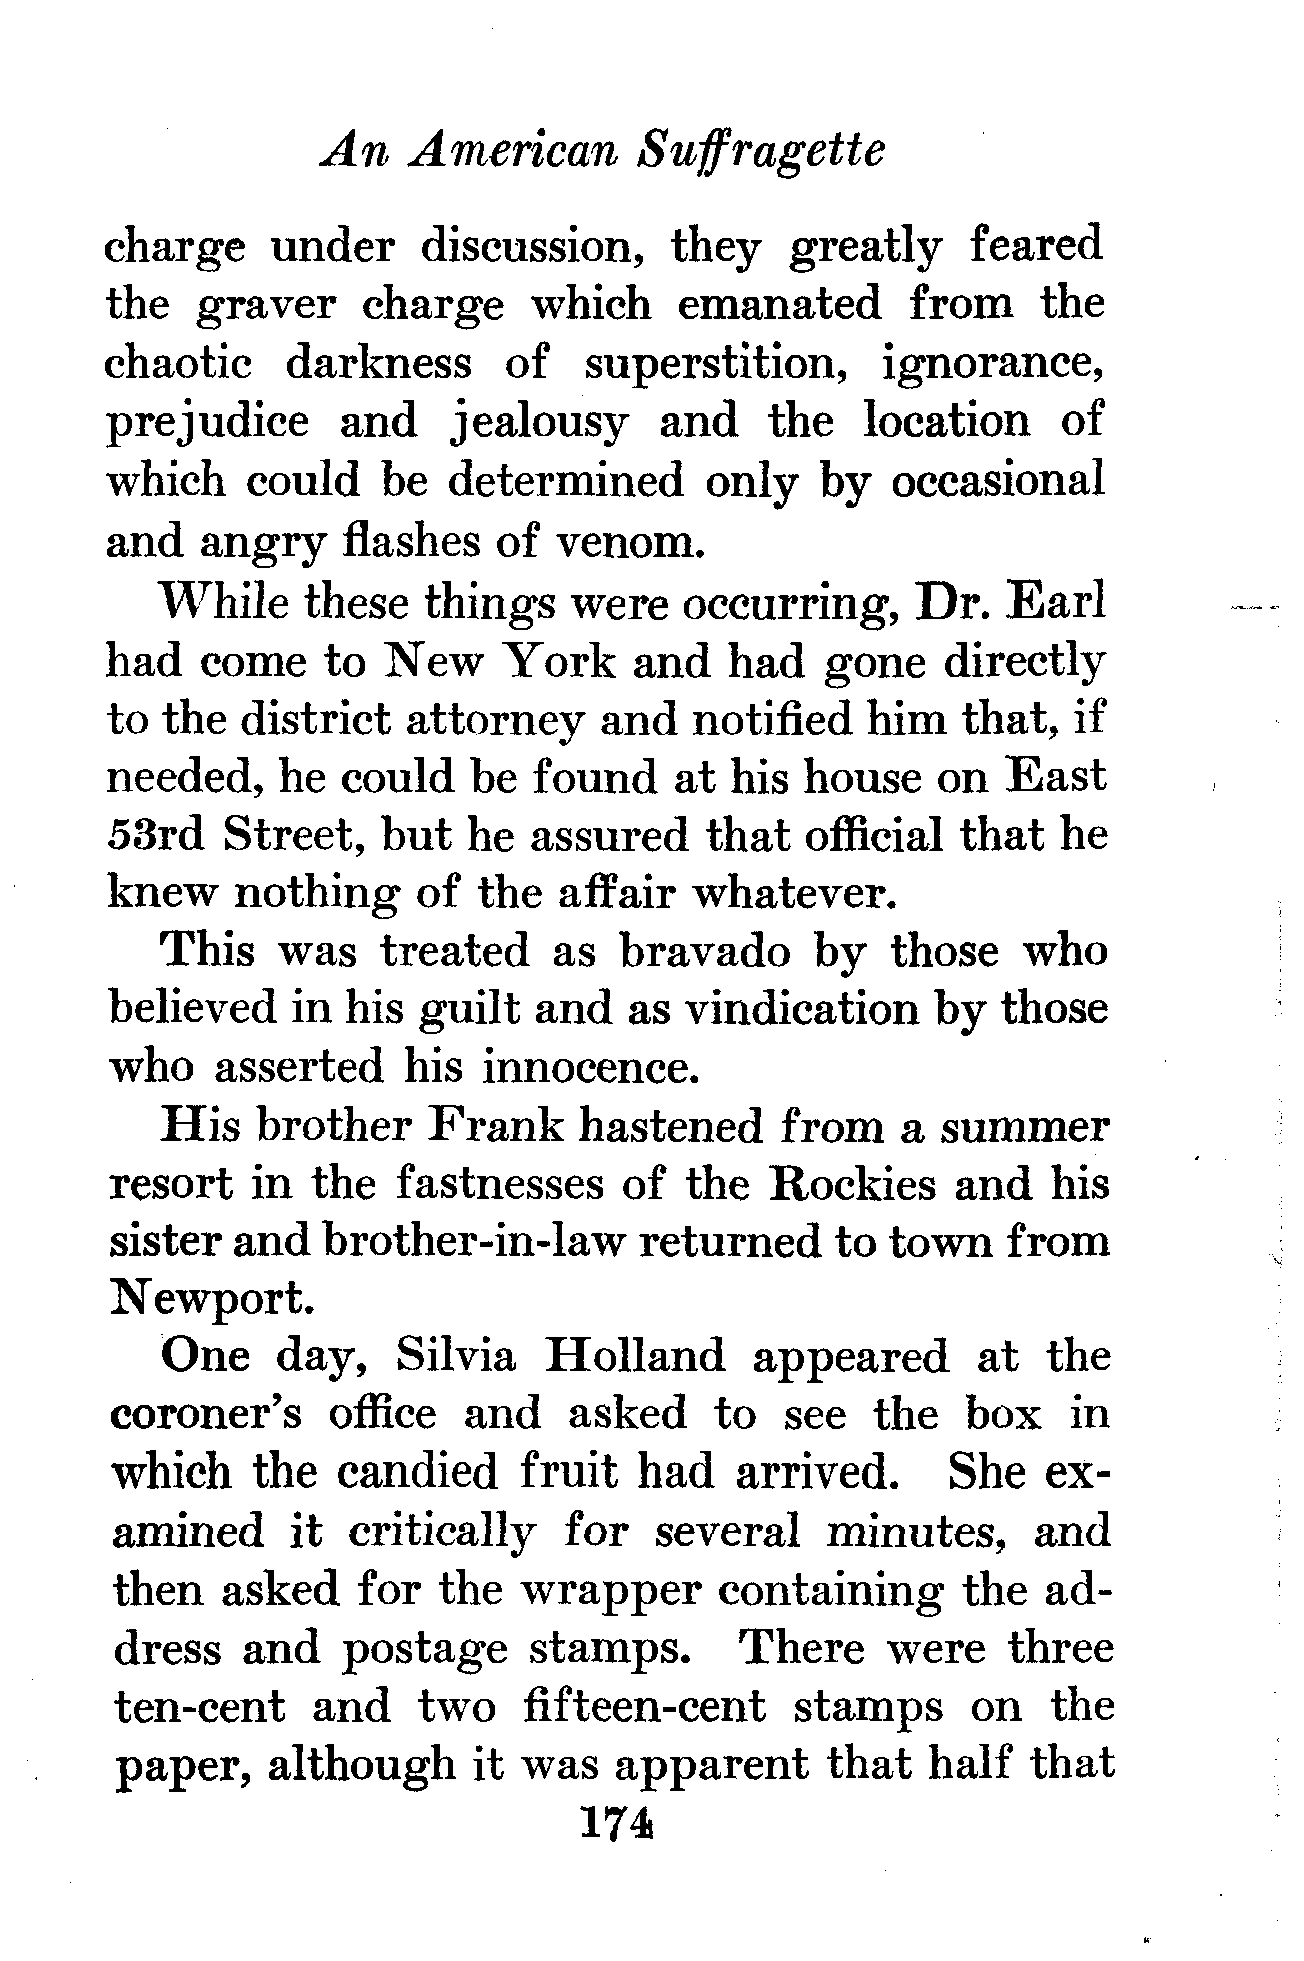 An American Suffragette
charge under discussion, they greatly feared
the graver charge which emanated from the
chaotic darkness of superstition, ignorance,
prejudice and jealousy and the location of
which could be determined only by occasional
and angry flashes of venom.
While these things were occurring, Dr. Earl
had come to New York and had gone directly
to the district attorney and notified him that, if
needed, he could be found at his house on East
53rd Street, but he assured that official that he
knew nothing of the affair whatever.
This was treated as bravado by those who
believed in his guilt and as vindication by those
who asserted his innocence.
His brother Frank hastened from a summer
resort in the fastnesses of the Rockies and his
sister and brother-in-law returned to town from
Newport.
One day, Silvia Holland appeared at the
coroner's office and asked to see the box in
which the candied fruit had arrived. She ex-
amined it critically for several minutes, and
then asked for the wrapper containing the ad-
dress and postage stamps. There were three
ten-cent and two fifteen-cent stamps on the
paper, although it was apparent that half that
174